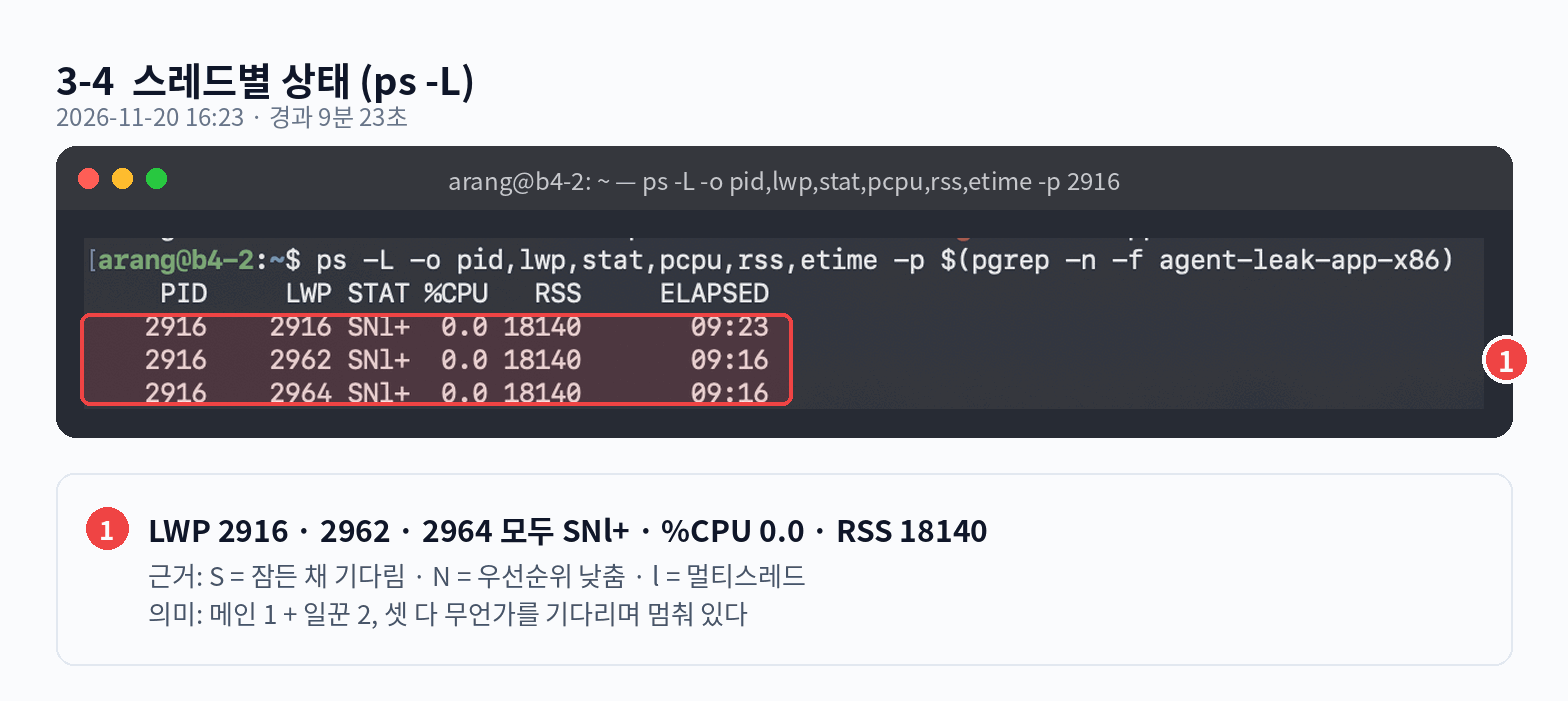 3-4 스레드별 상태 (ps -L)
2026-11-20 16:23 · 경과 9분 23초
arang@b4-2: ~ — ps -L -o pid,lwp,stat,pcpu,rss,etime -p 2916
[arang@b4-2:~$ ps -L -o pid,lwp,stat,pcpu,rss,etime -p $(pgrep -n -f agent-leak-app-x86)
PID LWP STAT %CPU RSS ELAPSED
2916 2916 SNl+ 0.0 18140 09:23
2916 2962 SNl+ 0.0 18140 09:16
2916 2964 SNl+ 0.0 18140 09:16
1
1 LWP 2916 · 2962 · 2964 모두 SNl+ · %CPU 0.0 · RSS 18140
근거: S = 잠든 채 기다림 · N = 우선순위 낮춤 · l = 멀티스레드
의미: 메인 1 + 일꾼 2, 셋 다 무언가를 기다리며 멈춰 있다